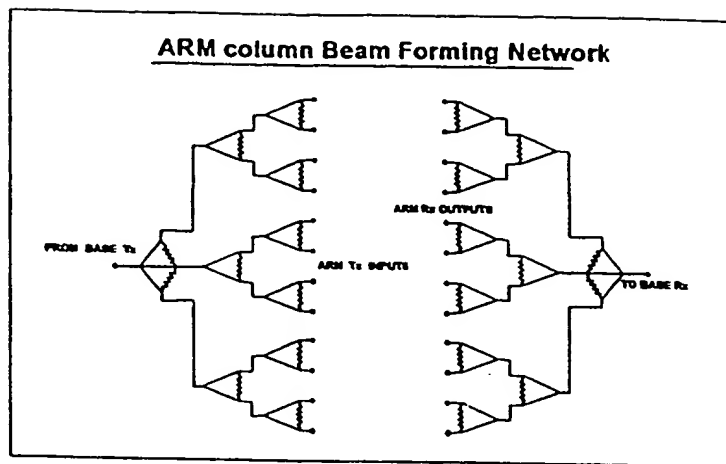 ARM column Beam Forming Network
ARM Rx OUTPUTS
FROM BASE Tx
ARM Tx INPUTS
TO BASE Rx